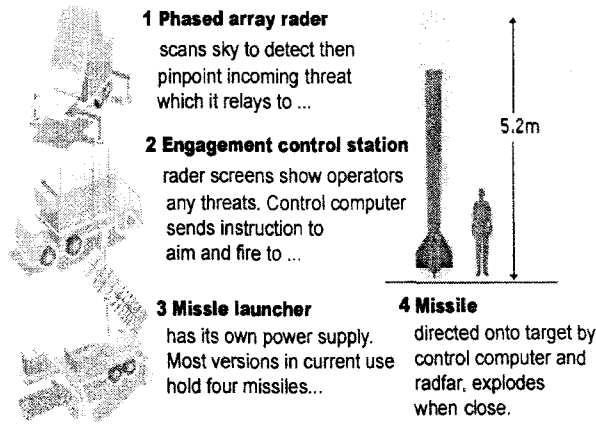 1 Phased array rader
scans sky to detect then
pinpoint incoming threat
which it relays to ...
2 Engagement control station
rader screens show operators
any threats. Control computer
sends instruction to
aim and fire to ...
3 Missle launcher
has its own power supply.
Most versions in current use
hold four missiles...
5.2m
4 Missile
directed onto target by
control computer and
radfar, explodes
when close.